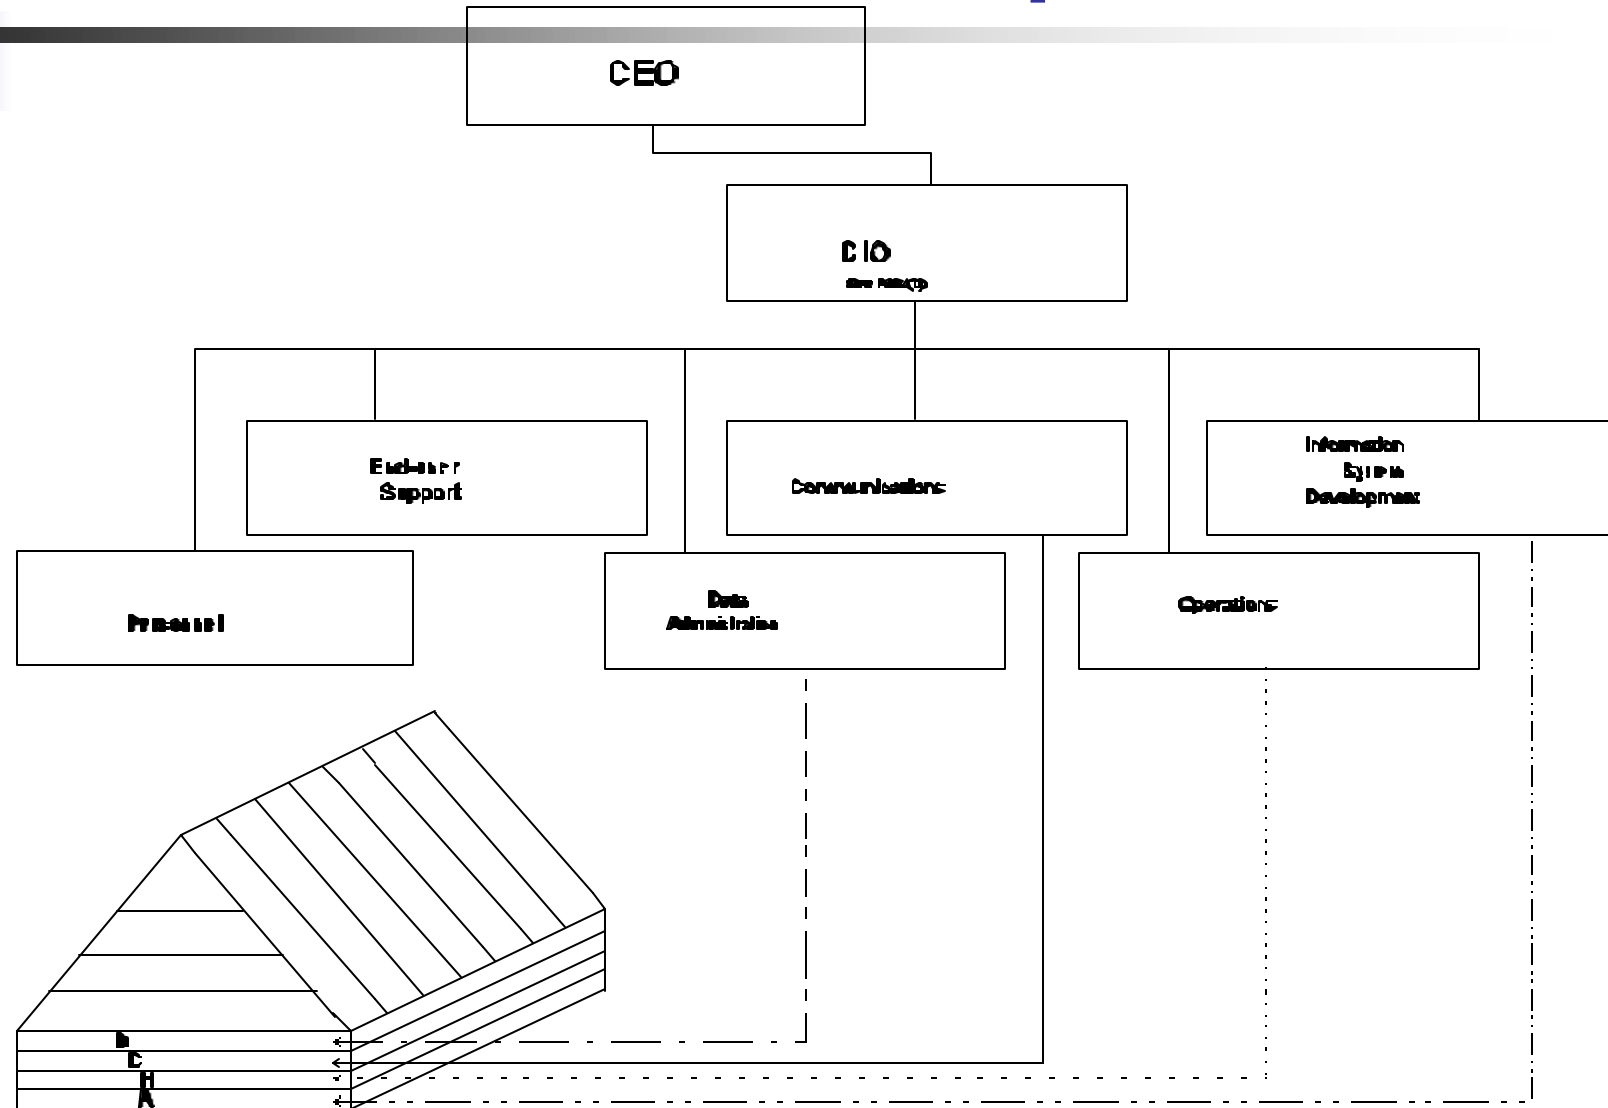 CEO
CIO
End-user
Support
Communications
Information
System
Development
Personnel
Data
Administration
Operations
D
C
H
A